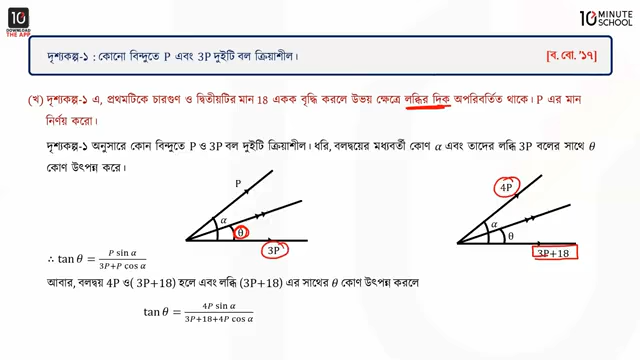 10
DOWNLOAD
THE APP
10 MINUTE
SCHOOL
দৃশ্যকল্প-১ : কোনো বিন্দুতে P এবং 3P দুইটি বল ক্রিয়াশীল।
[ব. বো. '১৭]
(খ) দৃশ্যকল্প-১ এ, প্রথমটিকে চারগুণ ও দ্বিতীয়টির মান 18 একক বৃদ্ধি করলে উভয় ক্ষেত্রে লব্ধির দিক অপরিবর্তিত থাকে। P এর মান
নির্ণয় করো।
দৃশ্যকল্প-১ অনুসারে কোন বিন্দুতে P ও 3P বল দুইটি ক্রিয়াশীল। ধরি, বলদ্বয়ের মধ্যবর্তী কোণ α এবং তাদের লব্ধি 3P বলের সাথে θ
কোণ উৎপন্ন করে।
P
α
θ
3P
4P
α
θ
3P+18
∴ tan θ = P sin α / 3P+P cos α
আবার, বলদ্বয় 4P ও( 3P+18) হলে এবং লব্ধি (3P+18) এর সাথের θ কোণ উৎপন্ন করলে
tan θ = 4P sin α / 3P+18+4P cos α